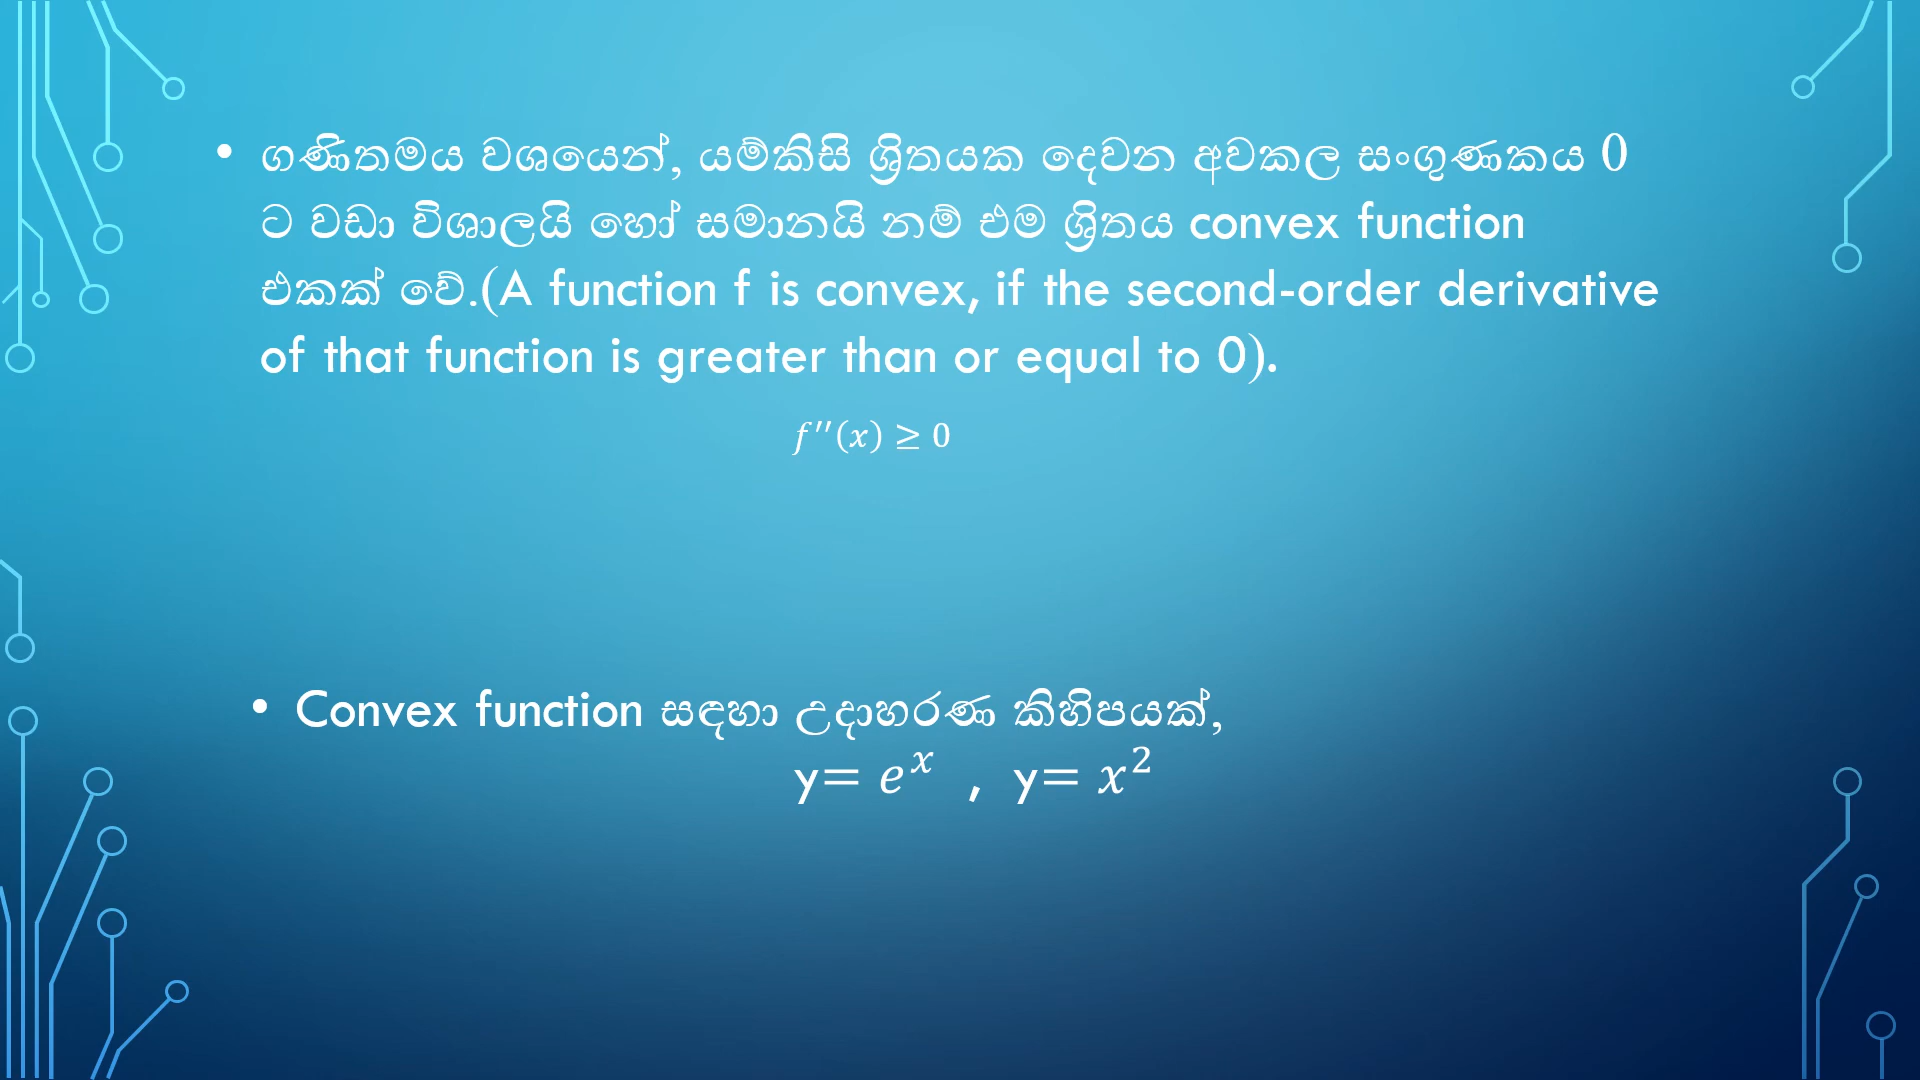 • ගණිතමය වශයෙන්, යම්කිසි ශ්‍රිතයක දෙවන අවකල සංගුණකය 0
ට වඩා විශාලයි හෝ සමානයි නම් එම ශ්‍රිතය convex function
එකක් වේ.(A function f is convex, if the second-order derivative
of that function is greater than or equal to 0).
f′′(x) ≥ 0
• Convex function සඳහා උදාහරණ කිහිපයක්,
y= eˣ , y= x²